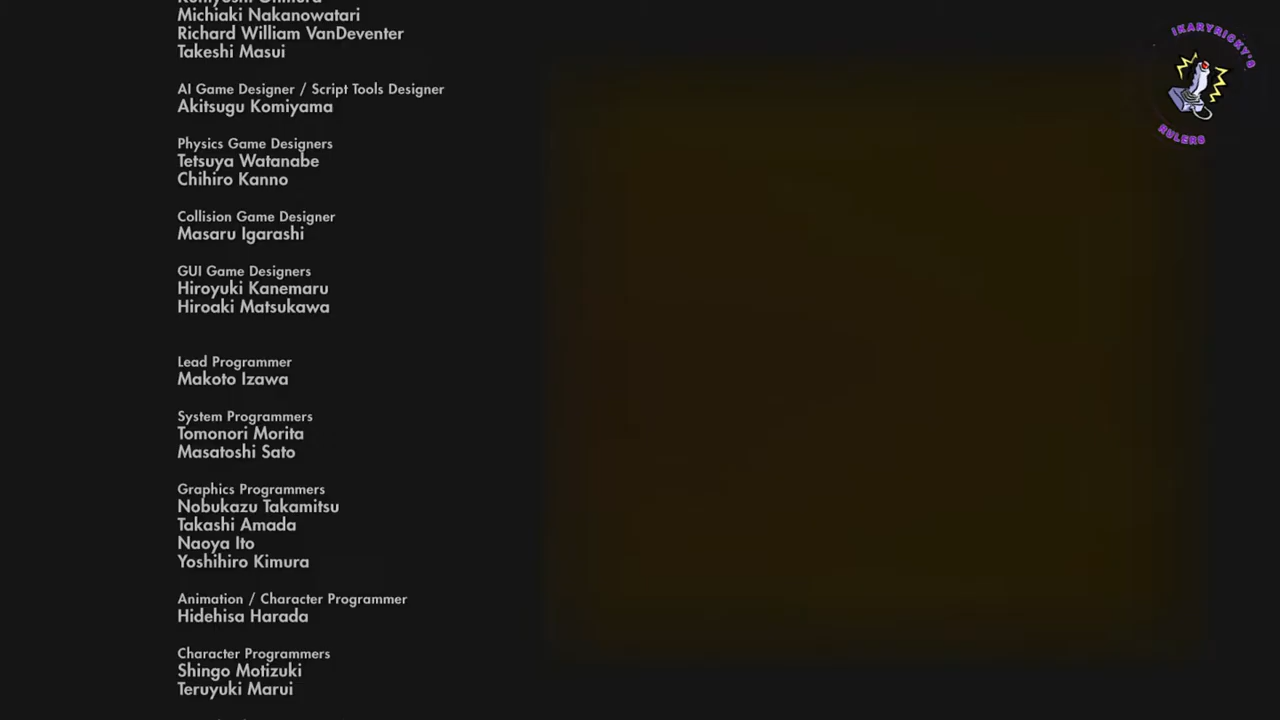 Michiaki Nakanowatari
Richard William VanDeventer
Takeshi Masui
AI Game Designer / Script Tools Designer
Akitsugu Komiyama
Physics Game Designers
Tetsuya Watanabe
Chihiro Kanno
Collision Game Designer
Masaru Igarashi
GUI Game Designers
Hiroyuki Kanemaru
Hiroaki Matsukawa
Lead Programmer
Makoto Izawa
System Programmers
Tomonori Morita
Masatoshi Sato
Graphics Programmers
Nobukazu Takamitsu
Takashi Amada
Naoya Ito
Yoshihiro Kimura
Animation / Character Programmer
Hidehisa Harada
Character Programmers
Shingo Motizuki
Teruyuki Marui
IKARYRISKY'S
RULERS